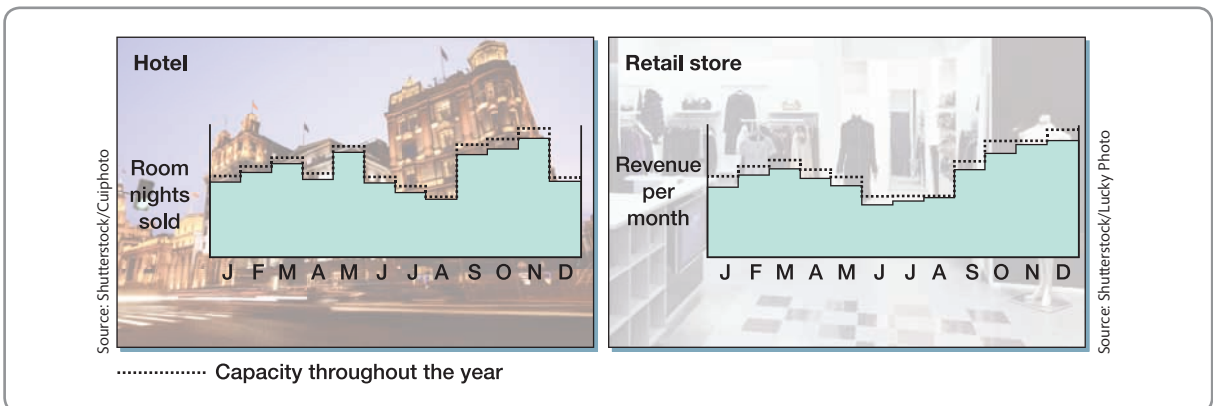 Hotel
Room
nights
sold
J F M A M J J A S O N D
Source: Shutterstock/Cuiphoto
Retail store
Revenue
per
month
J F M A M J J A S O N D
Source: Shutterstock/Lucky Photo
Capacity throughout the year